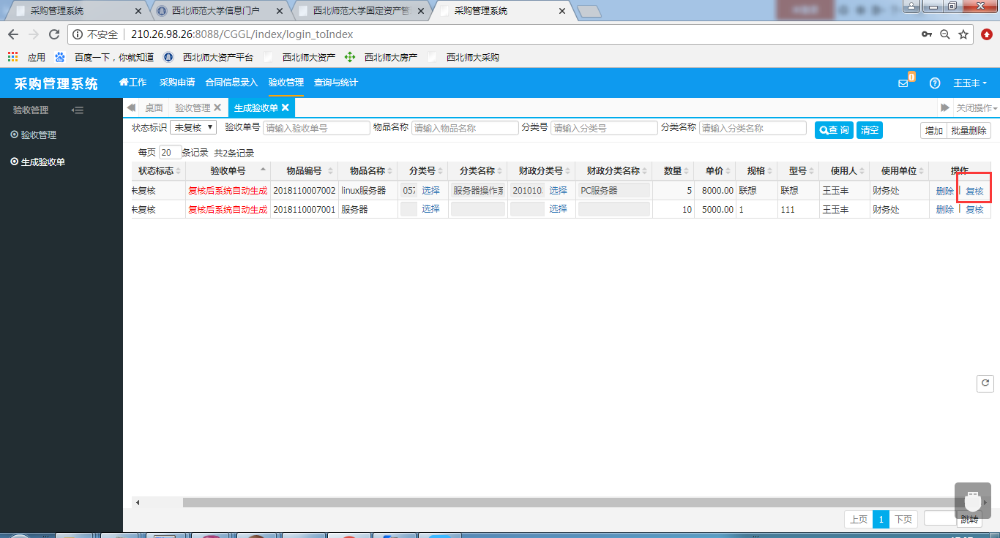 采购管理系统 西北师范大学信息门户 西北师范大学固定资产管 采购管理系统
不安全 210.26.98.26:8088/CGGL/index/login_toIndex
应用 百度一下，你就知道 西北师大资产平台 西北师大资产 西北师大房产 西北师大采购
采购管理系统 工作 采购申请 合同信息录入 验收管理 查询与统计 0 王玉丰
验收管理 桌面 验收管理 生成验收单 关闭操作
验收管理
生成验收单
状态标识 未复核 验收单号 请输入验收单号 物品名称 请输入物品名称 分类号 请输入分类号 分类名称 请输入分类名称 查 询 清空 增加 批量删除
每页 20 条记录 共2条记录
状态标志 验收单号 物品编号 物品名称 分类号 分类名称 财政分类号 财政分类名称 数量 单价 规格 型号 使用人 使用单位 操作
未复核 复核后系统自动生成 2018110007002 linux服务器 057 选择 服务器操作系 201010 选择 PC服务器 5 8000.00 联想 联想 王玉丰 财务处 删除 | 复核
未复核 复核后系统自动生成 2018110007001 服务器 选择 选择 10 5000.00 1 111 王玉丰 财务处 删除 | 复核
上页 1 下页 跳转